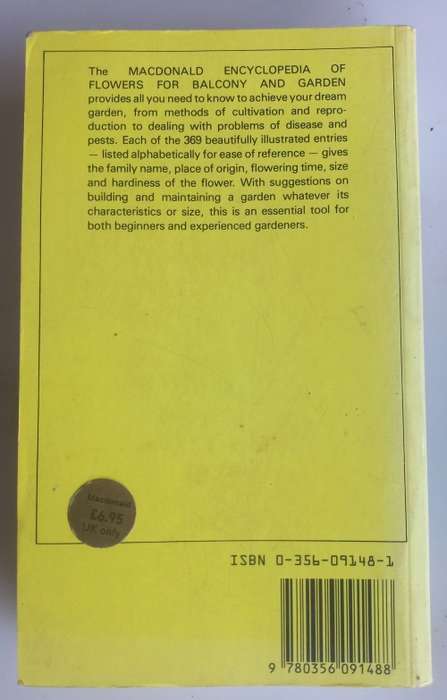 The MACDONALD ENCYCLOPEDIA OF
FLOWERS FOR BALCONY AND GARDEN
provides all you need to know to achieve your dream
garden, from methods of cultivation and repro-
duction to dealing with problems of disease and
pests. Each of the 369 beautifully illustrated entries
— listed alphabetically for ease of reference — gives
the family name, place of origin, flowering time, size
and hardiness of the flower. With suggestions on
building and maintaining a garden whatever its
characteristics or size, this is an essential tool for
both beginners and experienced gardeners.
Macdonald
£6.95
UK only
ISBN 0-356-09148-1
9 780356 091488